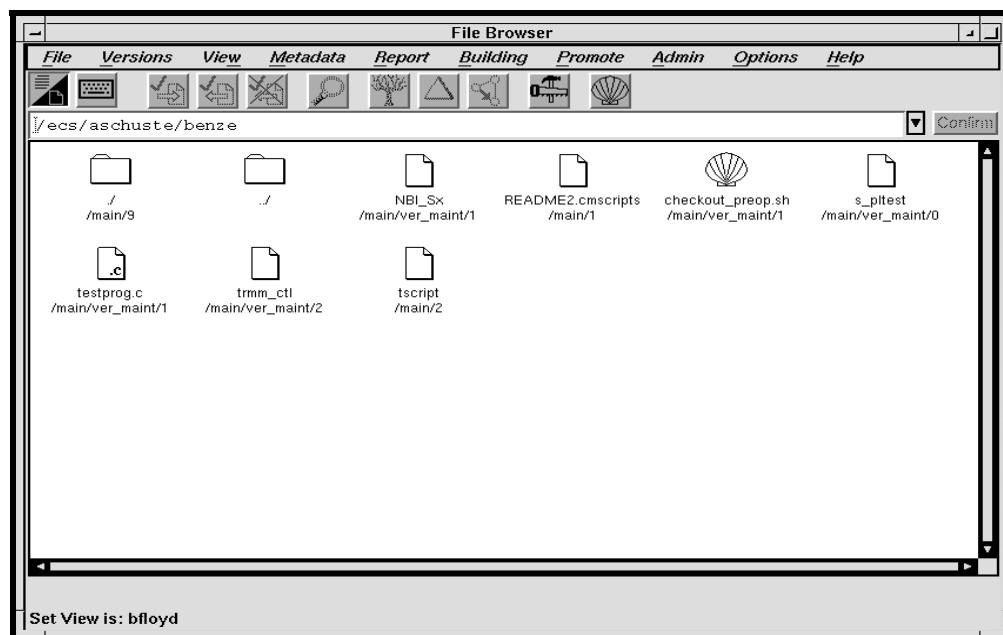 File Browser
File Versions View Metadata Report Building Promote Admin Options Help
/ecs/aschuste/benze Confirm
./ ../ NBI_Sx README2.cmscripts checkout_preop.sh s_pltest
/main/9 /main/ver_maint/1 /main/1 /main/ver_maint/1 /main/ver_maint/0
.c
testprog.c trmm_ctl tscript
/main/ver_maint/1 /main/ver_maint/2 /main/2
Set View is: bfloyd